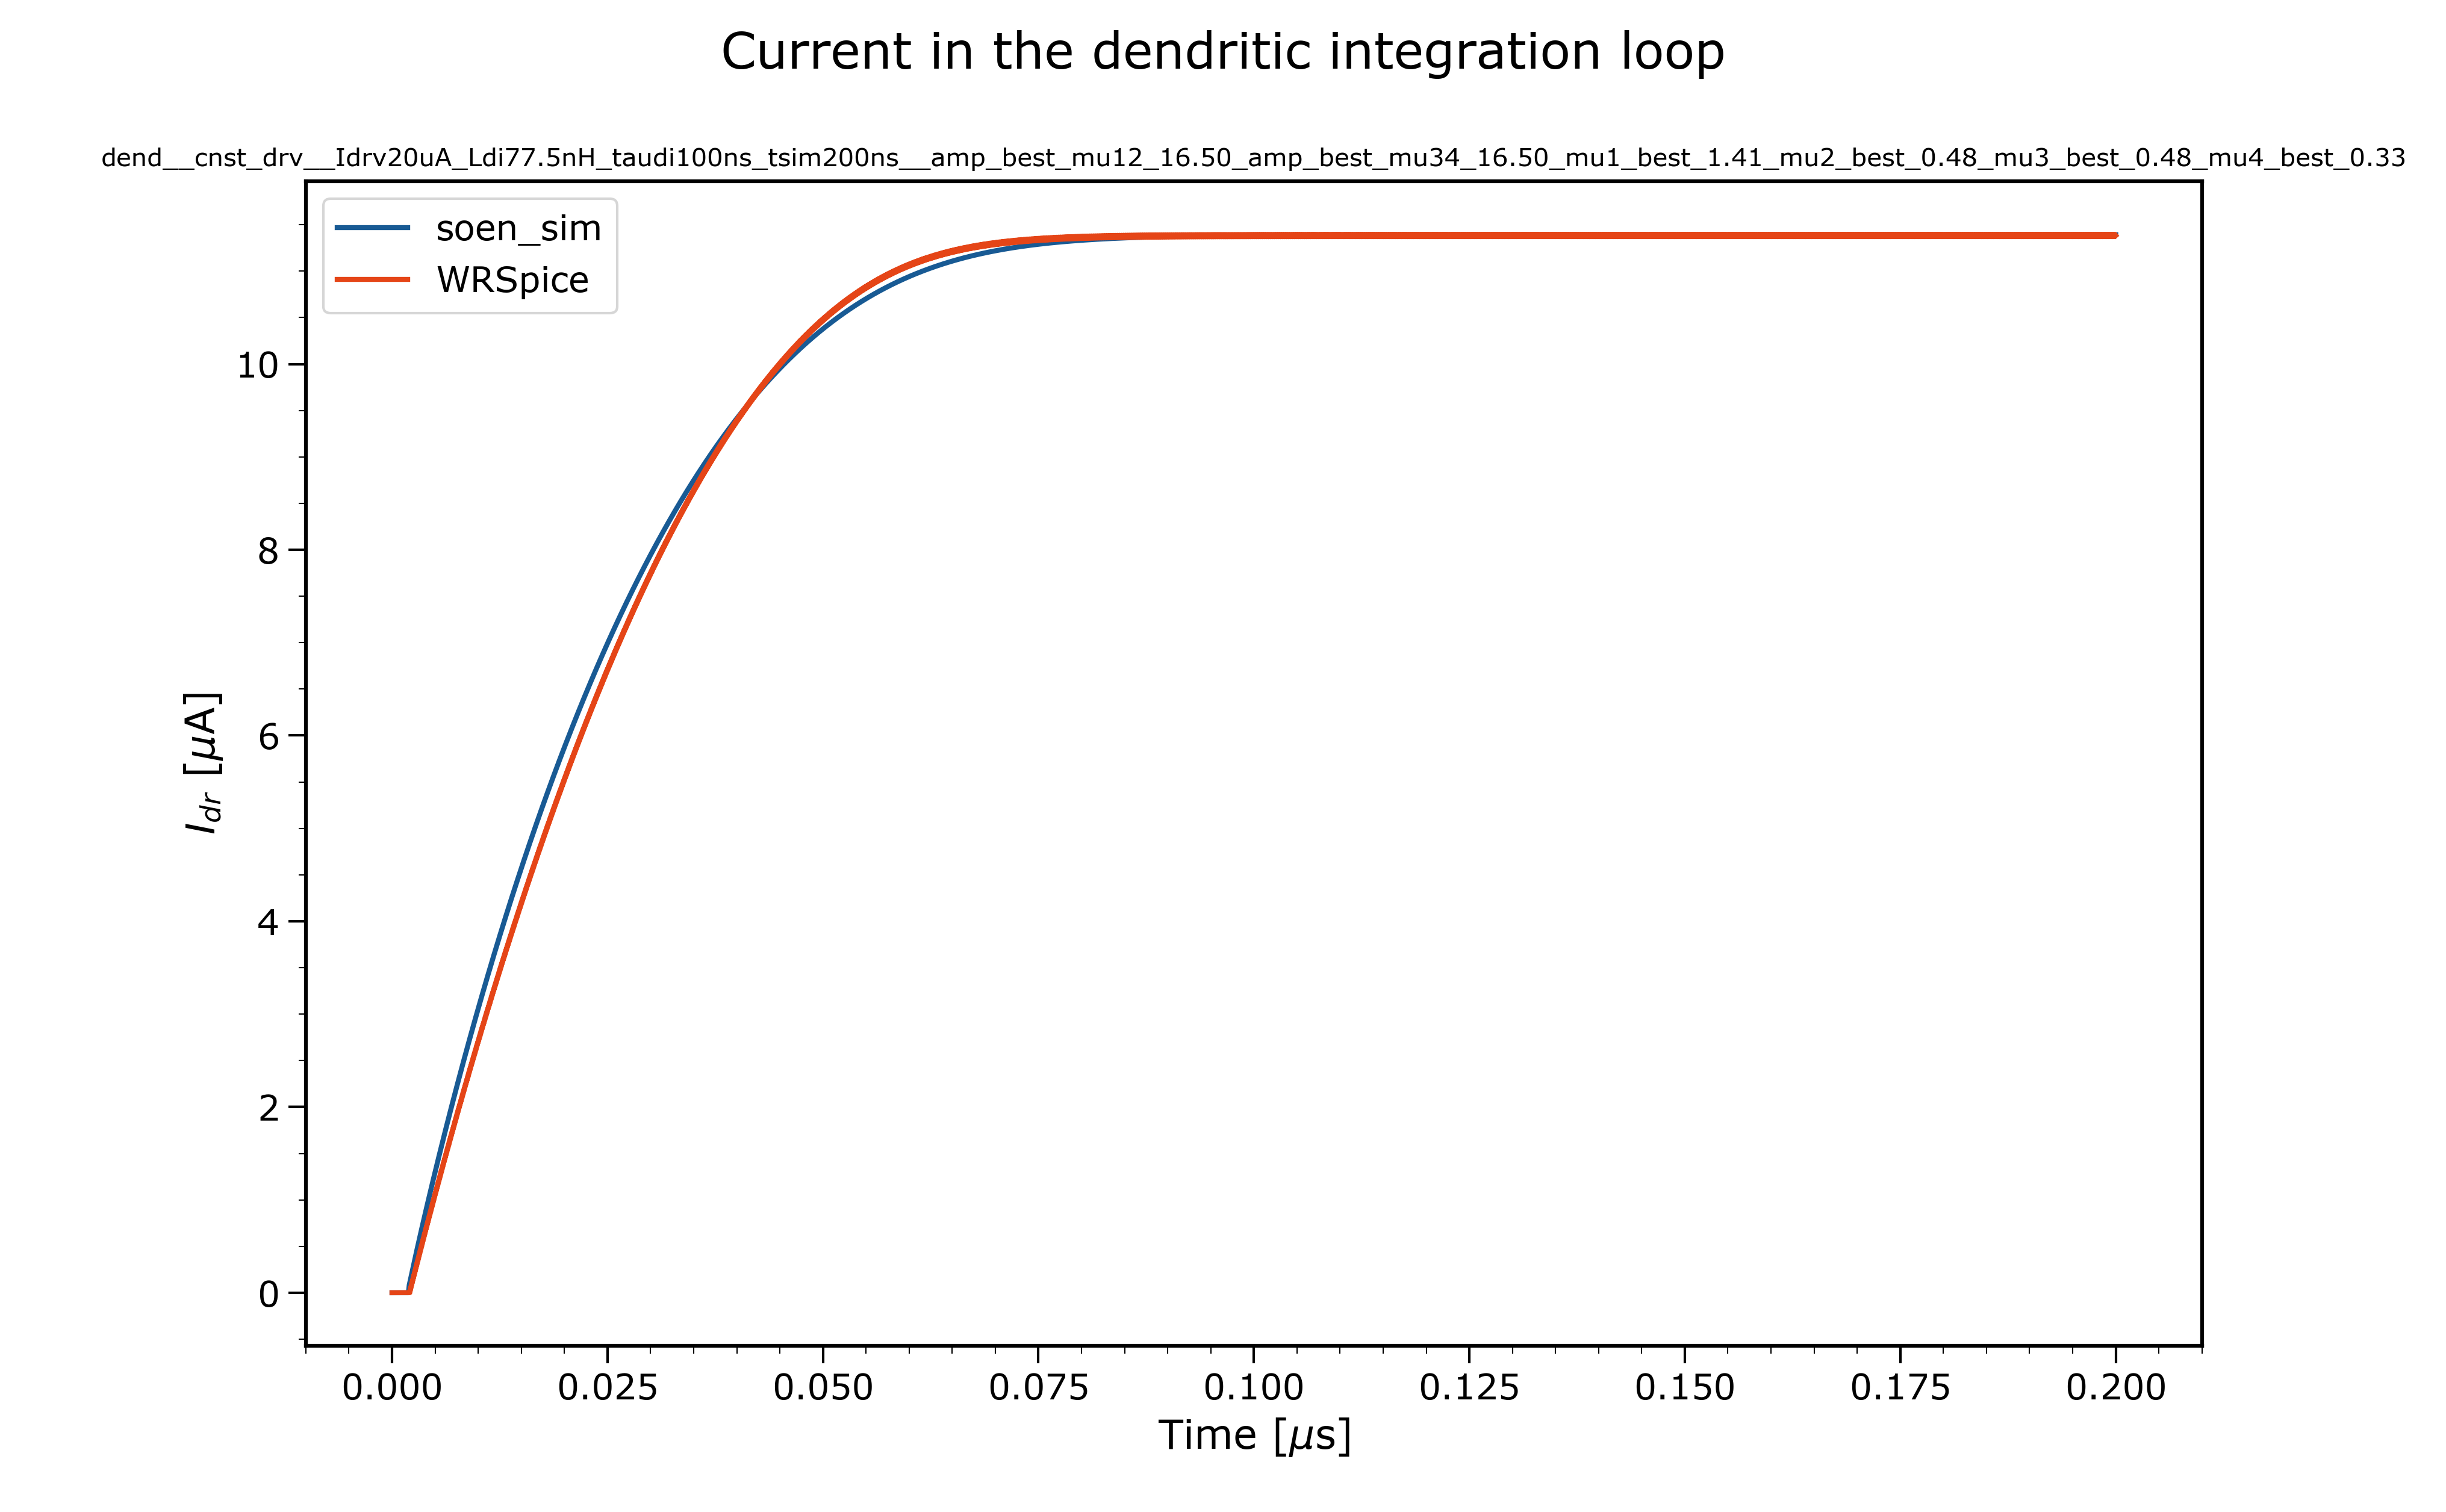 Current in the dendritic integration loop
dend__cnst_drv__Idrv20uA_Ldi77.5nH_taudi100ns_tsim200ns__amp_best_mu12_16.50_amp_best_mu34_16.50_mu1_best_1.41_mu2_best_0.48_mu3_best_0.48_mu4_best_0.33
soen_sim
WRSpice
10
8
6
4
2
0
I_dr [μA]
0.000 0.025 0.050 0.075 0.100 0.125 0.150 0.175 0.200
Time [μs]